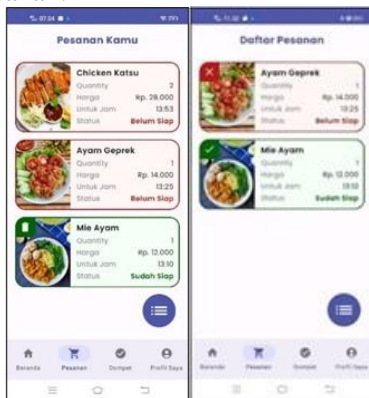 07.04
Pesanan Kamu
Chicken Katsu
Quantity 2
Harga Rp. 28.000
Untuk Jam 13:53
Status Belum Siap
Ayam Geprek
Quantity 1
Harga Rp. 14.000
Untuk Jam 13:25
Status Belum Siap
Mie Ayam
Quantity 1
Harga Rp. 12.000
Untuk Jam 13:10
Status Sudah Siap
Beranda Pesanan Dompet Profil Saya
Daftar Pesanan
Ayam Geprek
Quantity 1
Harga Rp. 14.000
Untuk Jam 13:25
Status Belum Siap
Mie Ayam
Quantity 1
Harga Rp. 12.000
Untuk Jam 13:10
Status Sudah Siap
Beranda Pesanan Dompet Profil Saya